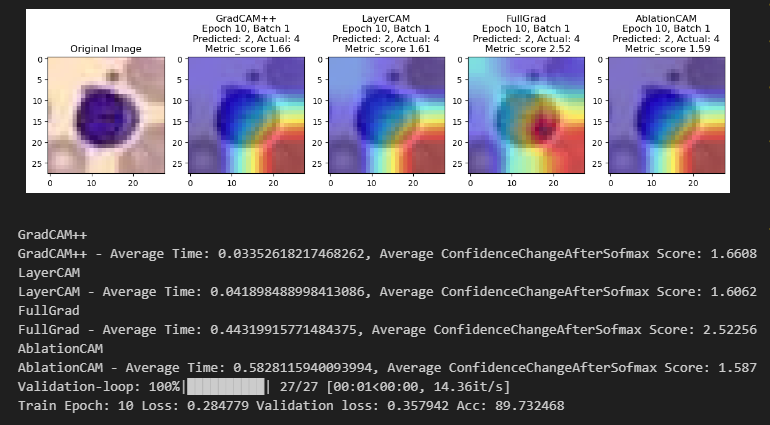 GradCAM++
Epoch 10, Batch 1
Predicted: 2, Actual: 4
Metric_score 1.66
LayerCAM
Epoch 10, Batch 1
Predicted: 2, Actual: 4
Metric_score 1.61
FullGrad
Epoch 10, Batch 1
Predicted: 2, Actual: 4
Metric_score 2.52
AblationCAM
Epoch 10, Batch 1
Predicted: 2, Actual: 4
Metric_score 1.59
Original Image
0
5
10
15
20
25
0 10 20
0
5
10
15
20
25
0 10 20
0
5
10
15
20
25
0 10 20
0
5
10
15
20
25
0 10 20
0
5
10
15
20
25
0 10 20
GradCAM++
GradCAM++ - Average Time: 0.03352618217468262, Average ConfidenceChangeAfterSofmax Score: 1.6608
LayerCAM
LayerCAM - Average Time: 0.041898488998413086, Average ConfidenceChangeAfterSofmax Score: 1.6062
FullGrad
FullGrad - Average Time: 0.44319915771484375, Average ConfidenceChangeAfterSofmax Score: 2.52256
AblationCAM
AblationCAM - Average Time: 0.5828115940093994, Average ConfidenceChangeAfterSofmax Score: 1.587
Validation-loop: 100%|██████████| 27/27 [00:01<00:00, 14.36it/s]
Train Epoch: 10 Loss: 0.284779 Validation loss: 0.357942 Acc: 89.732468